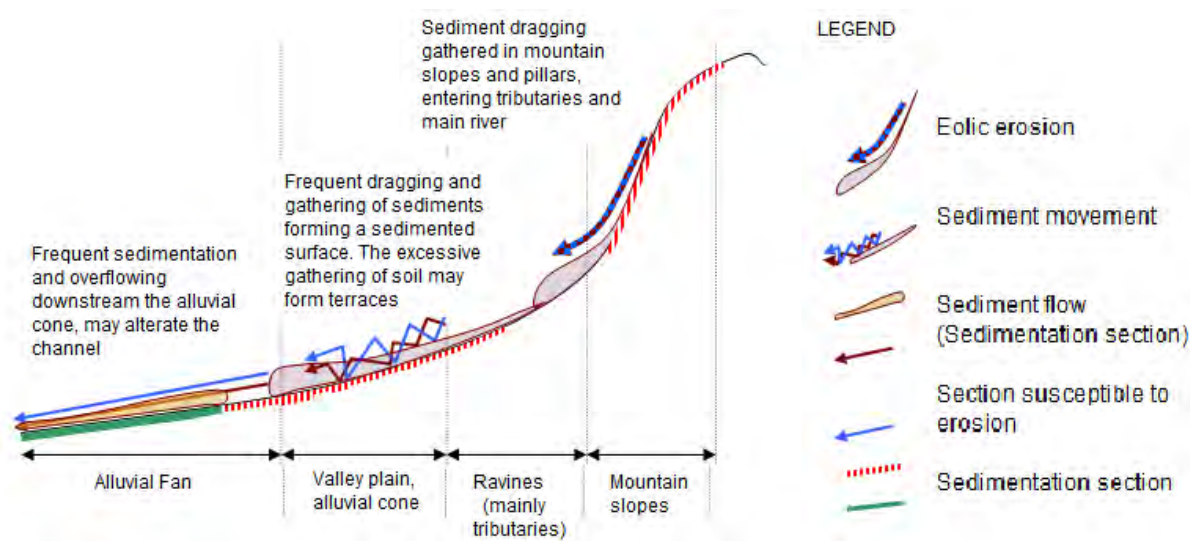 Sediment dragging
gathered in mountain
slopes and pillars,
entering tributaries and
main river
Frequent dragging and
gathering of sediments
forming a sedimented
surface. The excessive
gathering of soil may
form terraces
Frequent sedimentation
and overflowing
downstream the alluvial
cone, may alterate the
channel
Alluvial Fan
Valley plain,
alluvial cone
Ravines
(mainly
tributaries)
Mountain
slopes
LEGEND
Eolic erosion
Sediment movement
Sediment flow
(Sedimentation section)
Section susceptible to
erosion
Sedimentation section